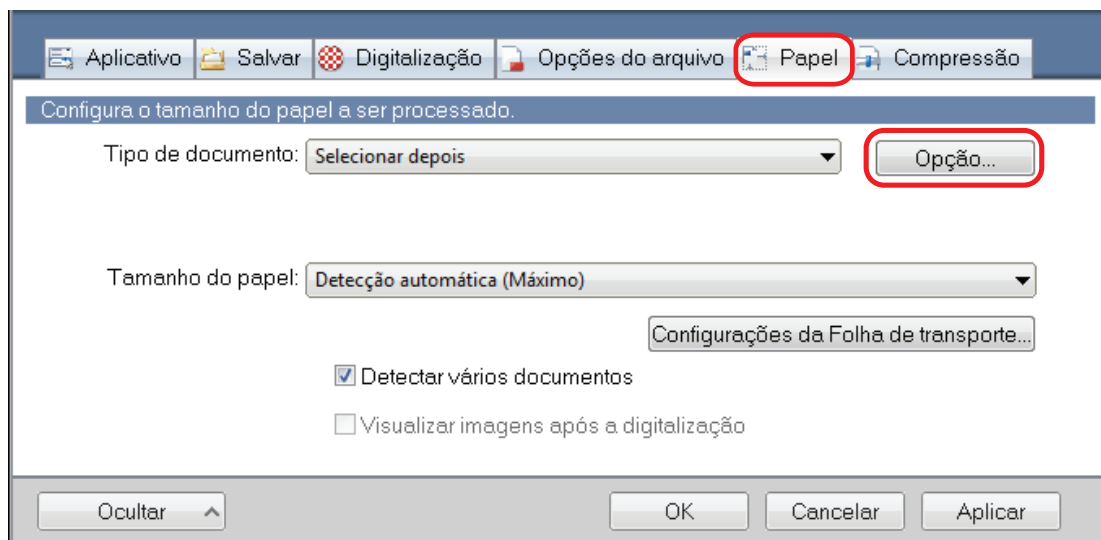 Aplicativo Salvar Digitalização Opções do arquivo Papel Compressão
Configura o tamanho do papel a ser processado.
Tipo de documento: Selecionar depois Opção...
Tamanho do papel: Detecção automática (Máximo)
Configurações da Folha de transporte...
Detectar vários documentos
Visualizar imagens após a digitalização
Ocultar OK Cancelar Aplicar